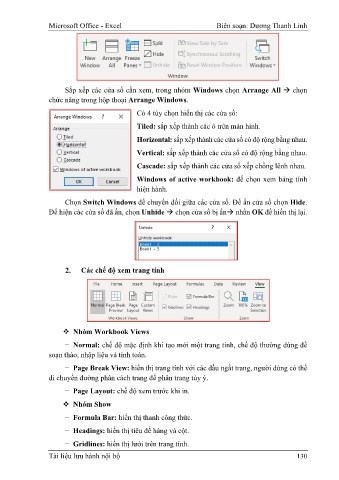 Microsoft Office - Excel Biên soạn: Dương Thanh Linh
Split View Side by Side
Hide Synchronous Scrolling
New Window Arrange All Freeze Panes Unhide Reset Window Position Switch Windows
Window
Sắp xếp các cửa sổ cần xem, trong nhóm Windows chọn Arrange All → chọn
chức năng trong hộp thoại Arrange Windows.
Arrange Windows ? ×
Arrange
Tiled
Horizontal
Vertical
Cascade
Windows of active workbook
OK Cancel
Có 4 tùy chọn hiển thị các cửa sổ:
Tiled: sắp xếp thành các ô trên màn hình.
Horizontal: sắp xếp thành các cửa sổ có độ rộng bằng nhau.
Vertical: sắp xếp thành các cửa sổ có độ rộng bằng nhau.
Cascade: sắp xếp thành các cửa sổ xếp chồng lênh nhau.
Windows of active workbook: để chọn xem bảng tính
hiện hành.
Chọn Switch Windows để chuyển đổi giữa các cửa sổ. Để ẩn cửa sổ chọn Hide.
Để hiện các cửa sổ đã ẩn, chọn Unhide → chọn cửa sổ bị ẩn→ nhấn OK để hiển thị lại.
Unhide ? ×
Unhide workbook:
Book1 : 2
Book1 : 3
2. Các chế độ xem trang tính
File Home Insert Page Layout Formulas Data Review View
Normal Page Break Preview Page Layout Custom Views Ruler Formula Bar Gridlines Headings Zoom 100% Zoom to Selection
Workbook Views Show Zoom
❖ Nhóm Workbook Views
− Normal: chế độ mặc định khi tạo mới một trang tính, chế độ thường dùng để
soạn thảo, nhập liệu và tính toán.
− Page Break View: hiển thị trang tính với các dấu ngắt trang, người dùng có thể
di chuyển đường phân cách trang để phân trang tùy ý.
− Page Layout: chế độ xem trước khi in.
❖ Nhóm Show
− Formula Bar: hiển thị thanh công thức.
− Headings: hiển thị tiêu đề hàng và cột.
− Gridlines: hiển thị lưới trên trang tính.
Tài liệu lưu hành nội bộ 130